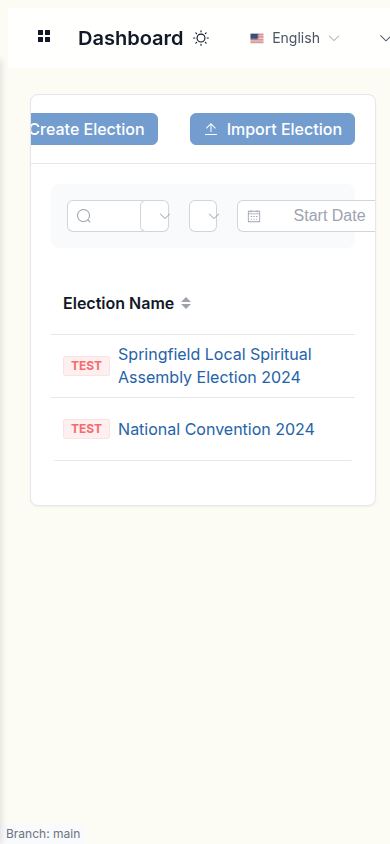 Dashboard
English
Create Election
Import Election
Start Date
Election Name
TEST
Springfield Local Spiritual
Assembly Election 2024
TEST
National Convention 2024
Branch: main